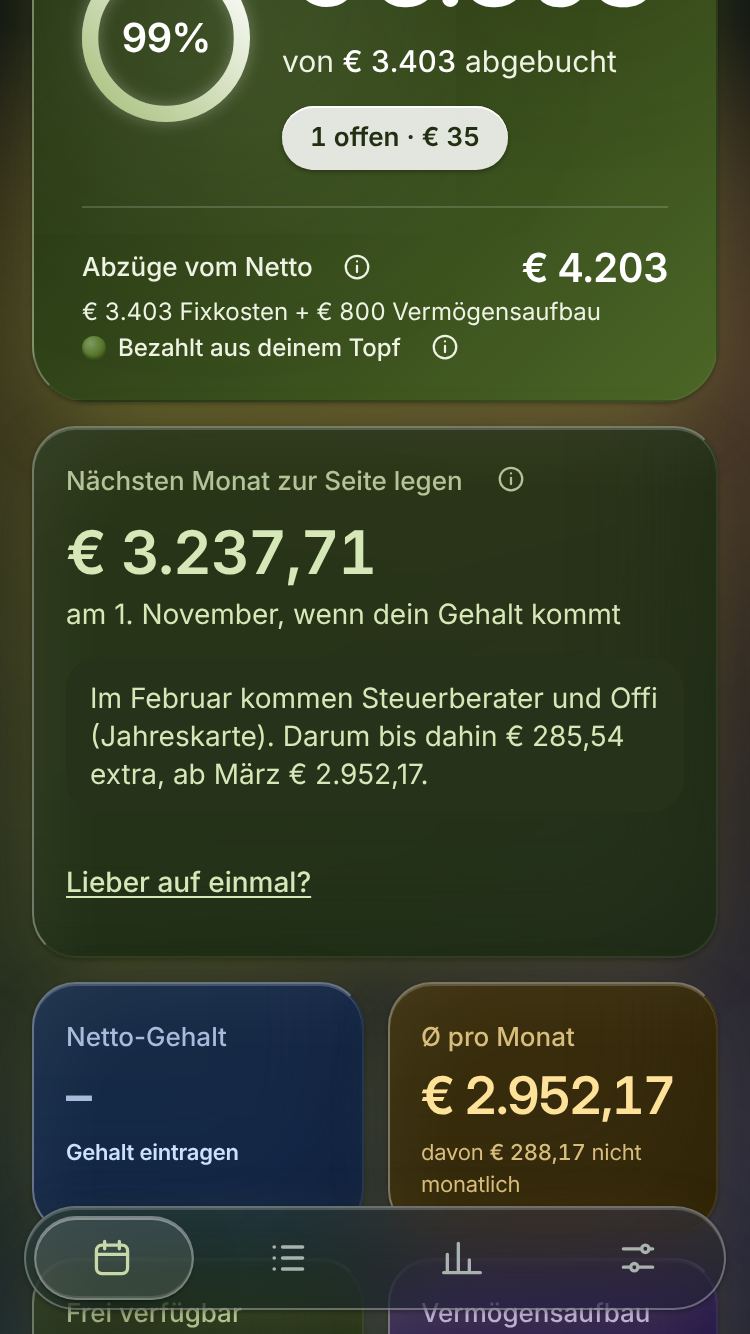 99%
von € 3.403 abgebucht
1 offen · € 35
Abzüge vom Netto
€ 4.203
€ 3.403 Fixkosten + € 800 Vermögensaufbau
Bezahlt aus deinem Topf
Nächsten Monat zur Seite legen
€ 3.237,71
am 1. November, wenn dein Gehalt kommt
Im Februar kommen Steuerberater und Offi
(Jahreskarte). Darum bis dahin € 285,54
extra, ab März € 2.952,17.
Lieber auf einmal?
Netto-Gehalt
–
Gehalt eintragen
Ø pro Monat
€ 2.952,17
davon € 288,17 nicht
monatlich
Frei verfügbar
Vermögensaufbau